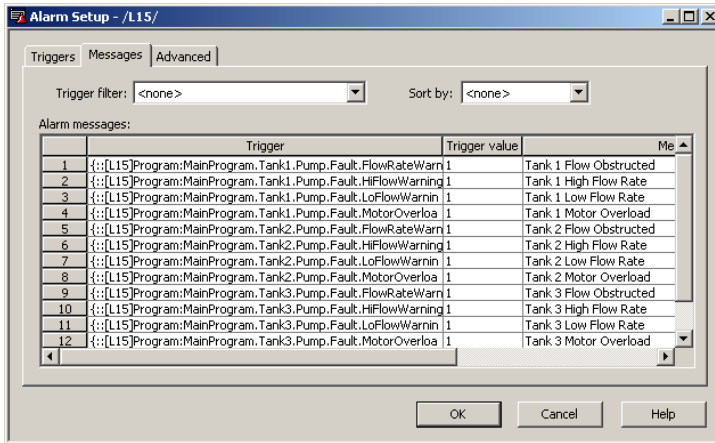 Alarm Setup - /L15/
Triggers Messages Advanced
Trigger filter: <none> Sort by: <none>
Alarm messages:
Trigger Trigger value Me
1 {::[L15]Program:MainProgram.Tank1.Pump.Fault.FlowRateWarn 1 Tank 1 Flow Obstructed
2 {::[L15]Program:MainProgram.Tank1.Pump.Fault.HiFlowWarning 1 Tank 1 High Flow Rate
3 {::[L15]Program:MainProgram.Tank1.Pump.Fault.LoFlowWarnin 1 Tank 1 Low Flow Rate
4 {::[L15]Program:MainProgram.Tank1.Pump.Fault.MotorOverloa 1 Tank 1 Motor Overload
5 {::[L15]Program:MainProgram.Tank2.Pump.Fault.FlowRateWarn 1 Tank 2 Flow Obstructed
6 {::[L15]Program:MainProgram.Tank2.Pump.Fault.HiFlowWarning 1 Tank 2 High Flow Rate
7 {::[L15]Program:MainProgram.Tank2.Pump.Fault.LoFlowWarnin 1 Tank 2 Low Flow Rate
8 {::[L15]Program:MainProgram.Tank2.Pump.Fault.MotorOverloa 1 Tank 2 Motor Overload
9 {::[L15]Program:MainProgram.Tank3.Pump.Fault.FlowRateWarn 1 Tank 3 Flow Obstructed
10 {::[L15]Program:MainProgram.Tank3.Pump.Fault.HiFlowWarning 1 Tank 3 High Flow Rate
11 {::[L15]Program:MainProgram.Tank3.Pump.Fault.LoFlowWarnin 1 Tank 3 Low Flow Rate
12 {::[L15]Program:MainProgram.Tank3.Pump.Fault.MotorOverloa 1 Tank 3 Motor Overload
OK Cancel Help